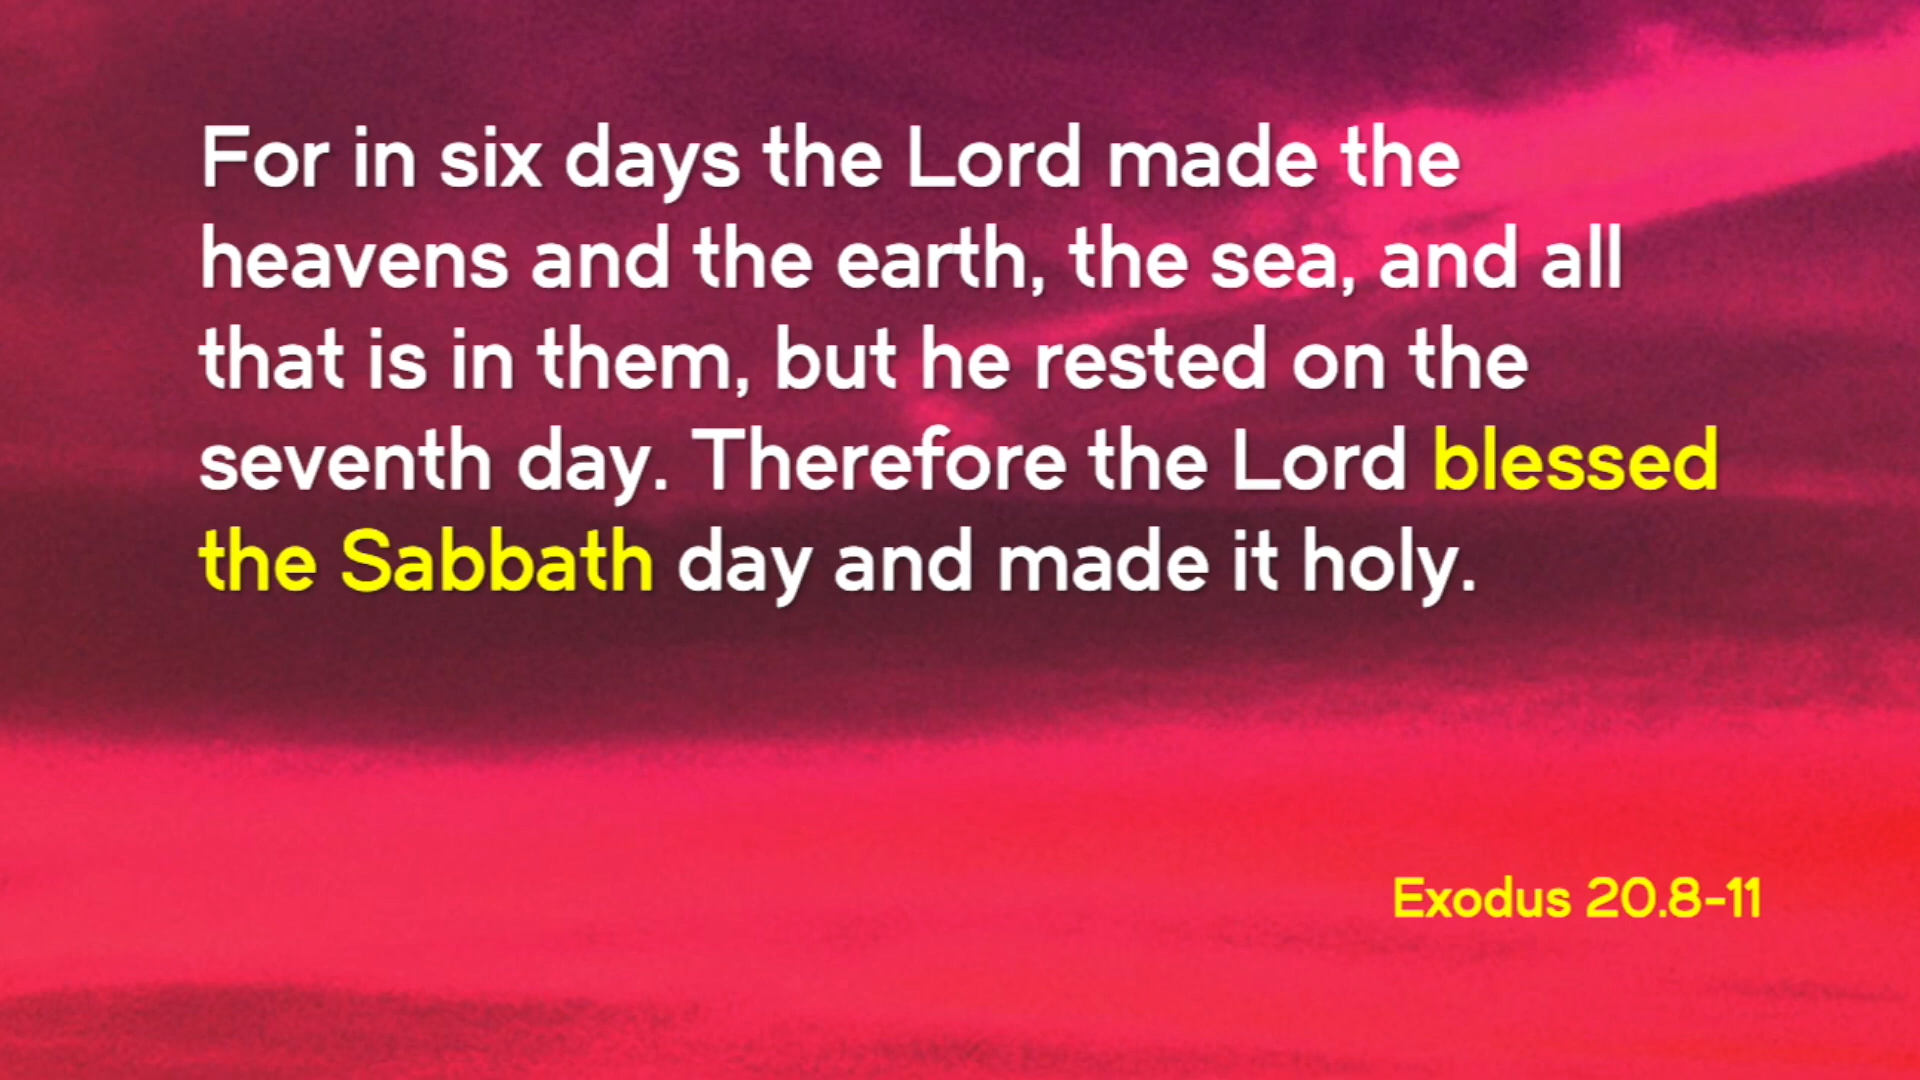 For in six days the Lord made the
heavens and the earth, the sea, and all
that is in them, but he rested on the
seventh day. Therefore the Lord blessed
the Sabbath day and made it holy.
Exodus 20.8-11